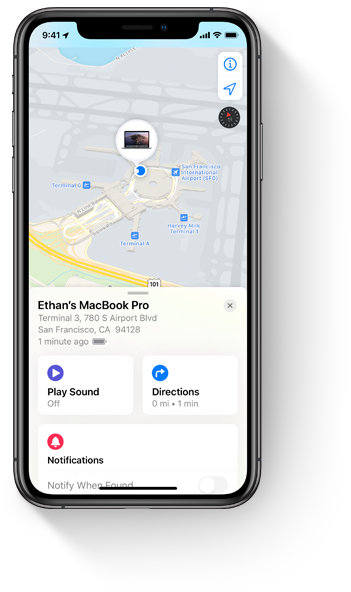 9:41
San Francisco
International
Airport (SFO)
Terminal G
Harvey Milk
Terminal 1
Terminal A
101
Ethan's MacBook Pro
Terminal 3, 780 S Airport Blvd
San Francisco, CA 94128
1 minute ago
Play Sound
Off
Directions
0 mi • 1 min
Notifications
Notify When Found